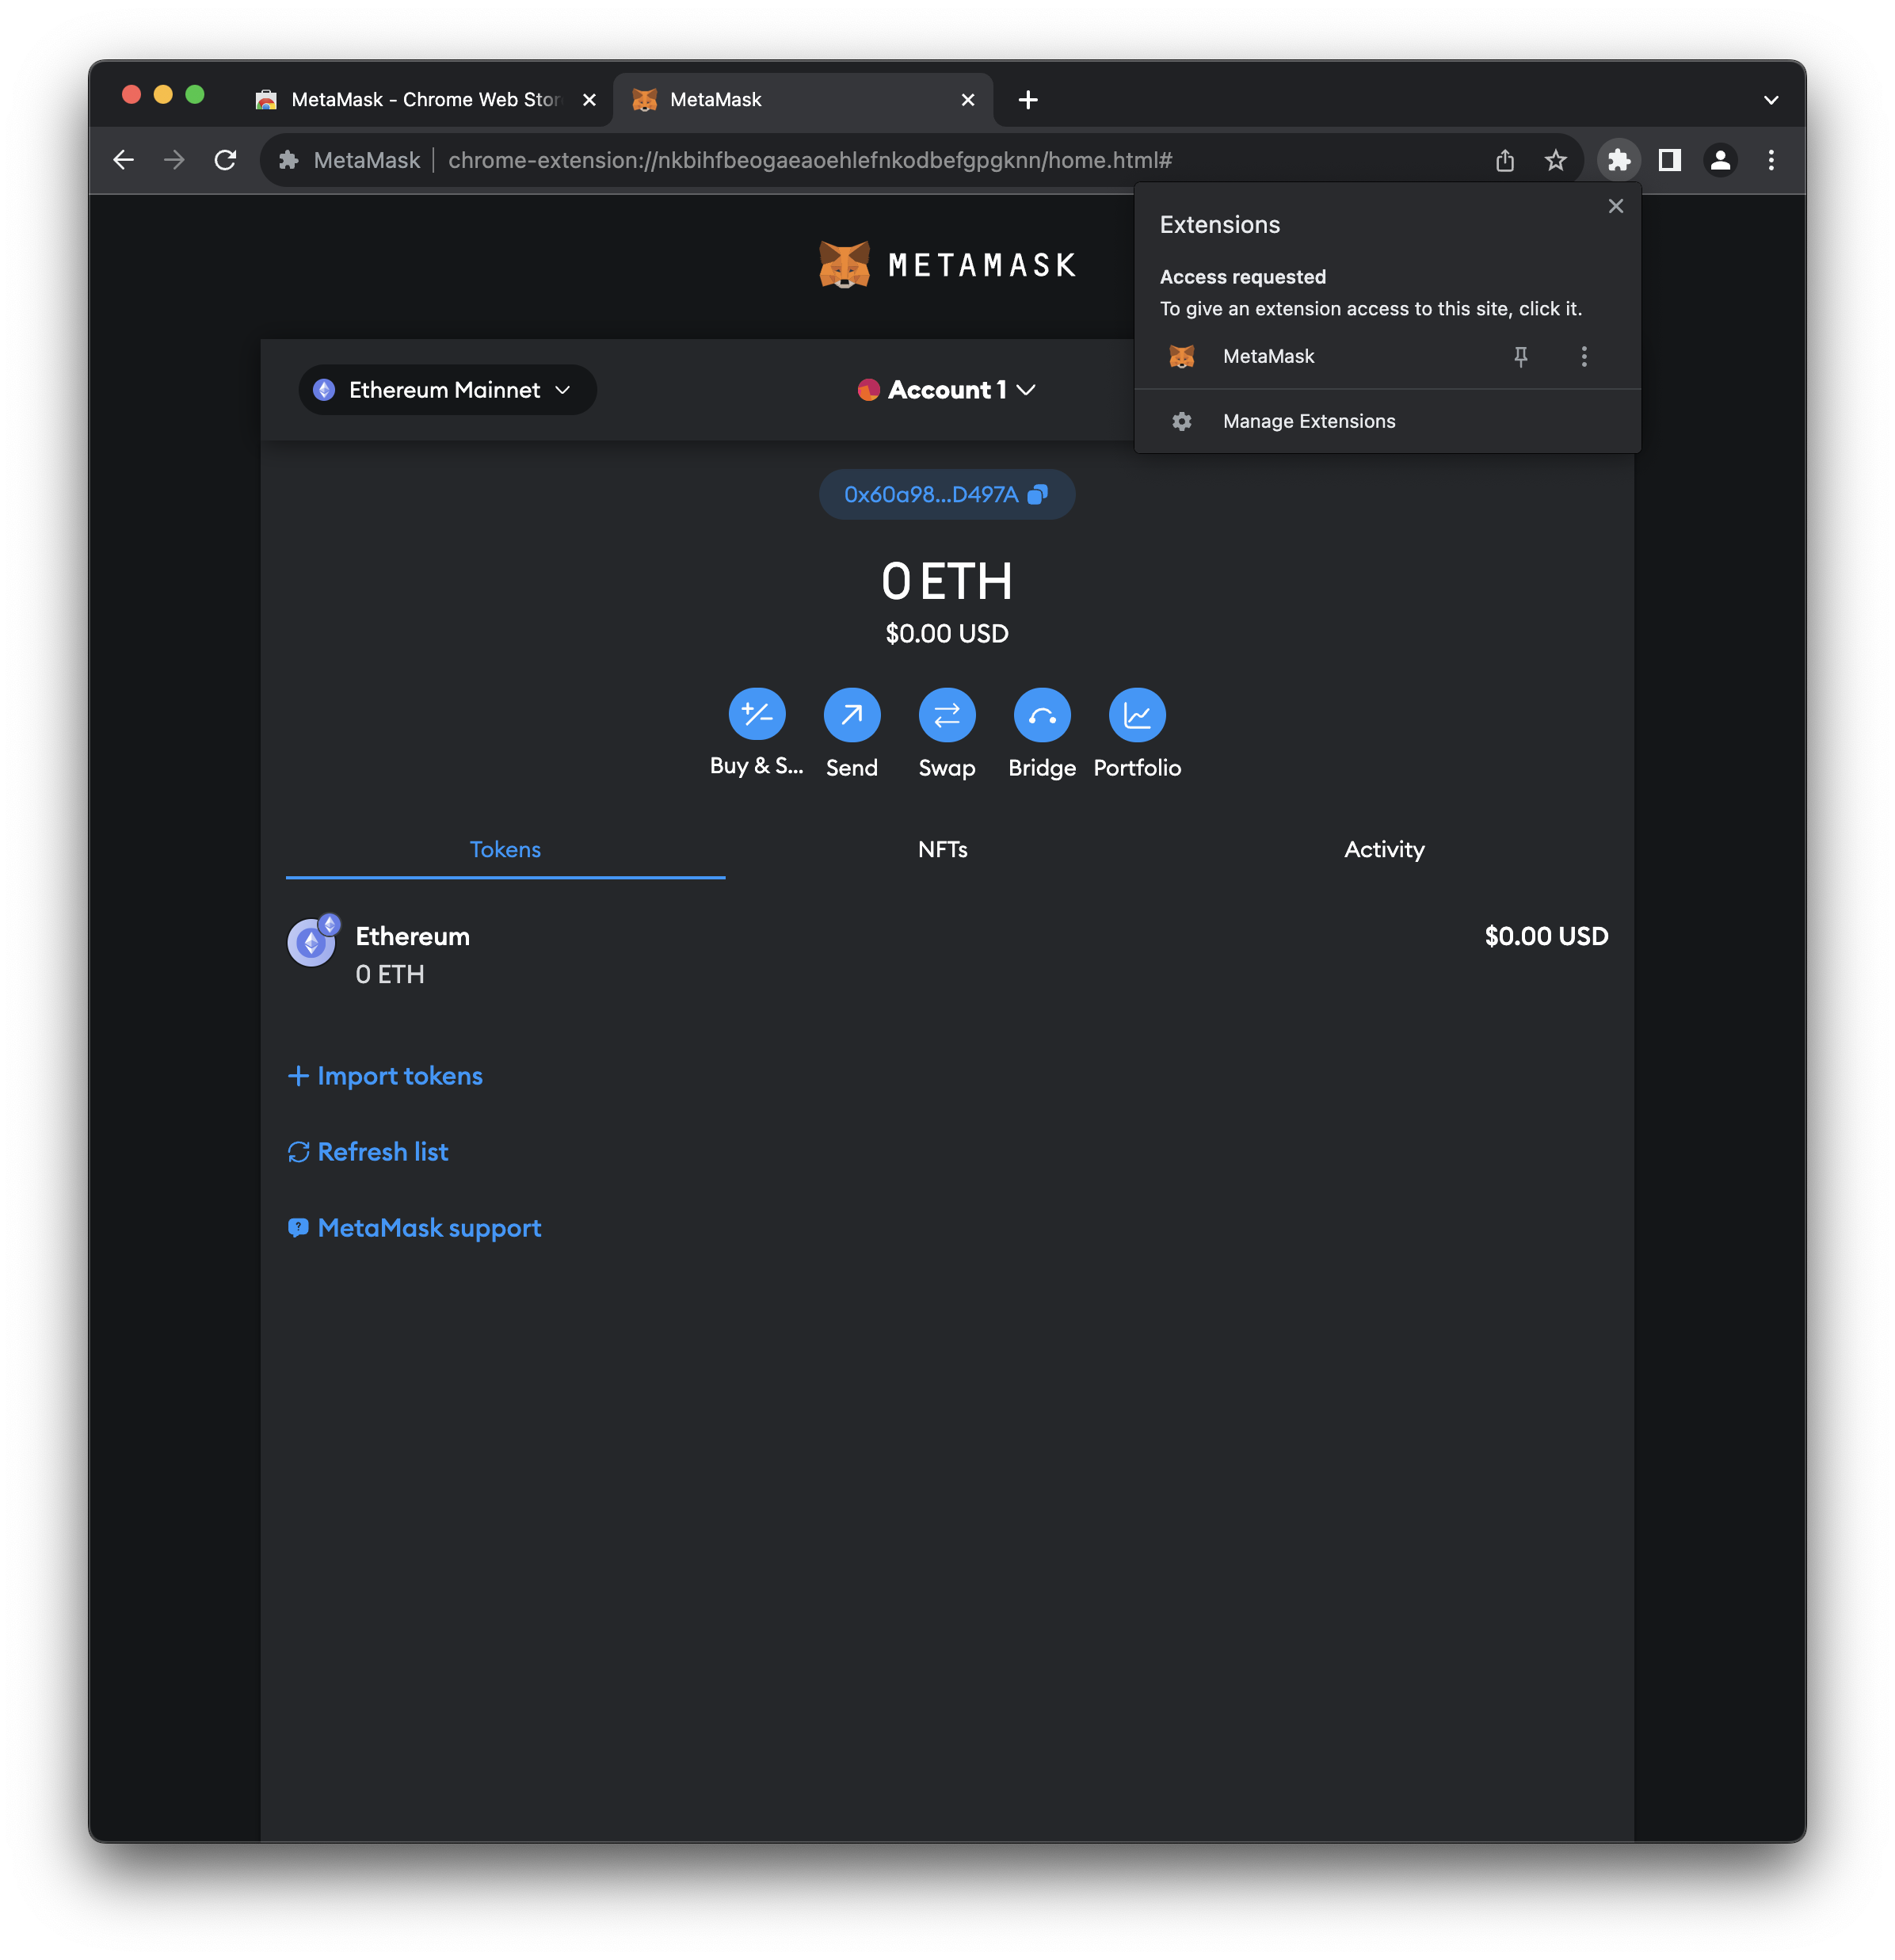 MetaMask - Chrome Web Stor
MetaMask
MetaMask
chrome-extension://nkbihfbeogaeaoehlefnkodbefgpgknn/home.html#
Extensions
Access requested
To give an extension access to this site, click it.
MetaMask
Manage Extensions
METAMASK
Ethereum Mainnet
Account 1
0x60a98...D497A
0 ETH
$0.00 USD
Buy & S...
Send
Swap
Bridge
Portfolio
Tokens
NFTs
Activity
Ethereum
$0.00 USD
0 ETH
Import tokens
Refresh list
MetaMask support